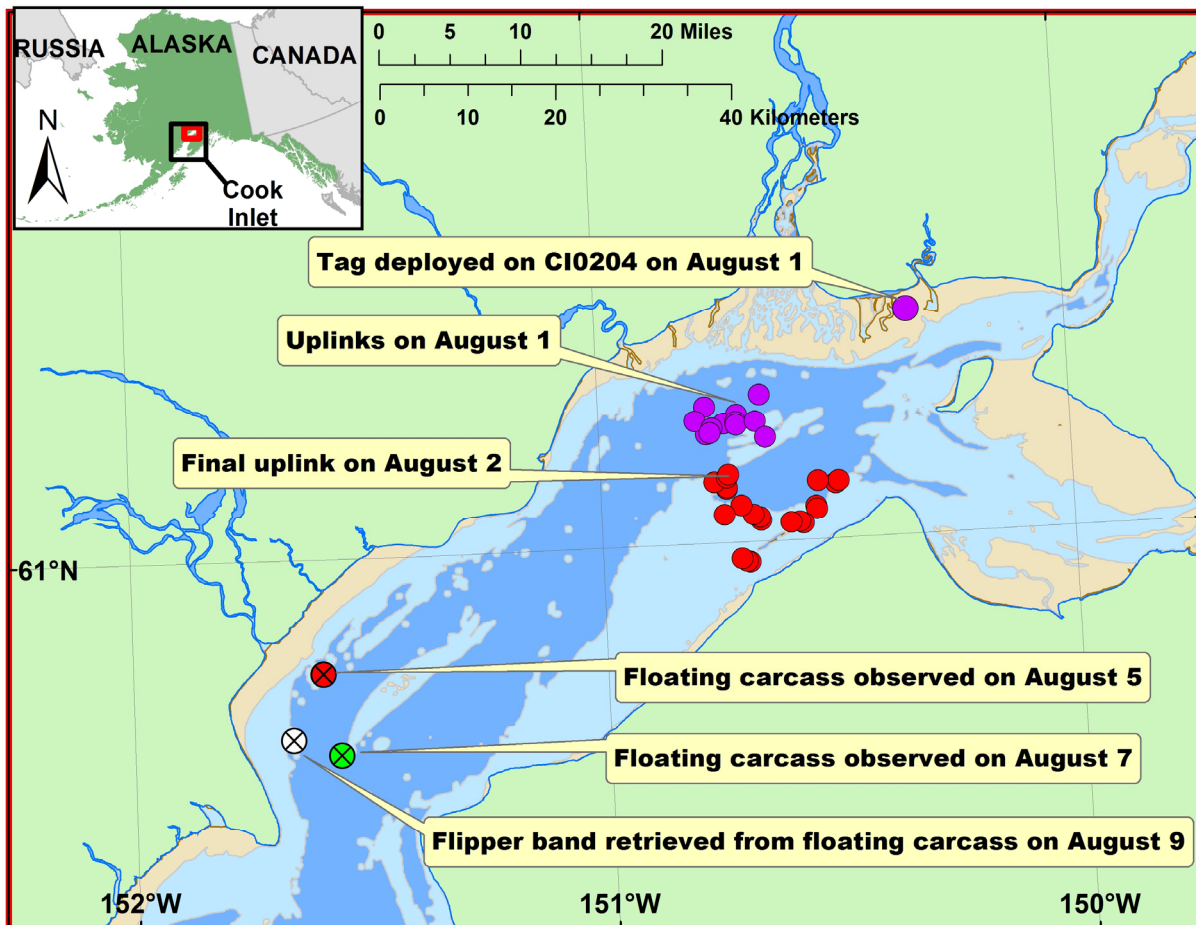 RUSSIA
ALASKA
CANADA
N
Cook
Inlet
0 5 10 20 Miles
0 10 20 40 Kilometers
Tag deployed on CI0204 on August 1
Uplinks on August 1
Final uplink on August 2
61°N
Floating carcass observed on August 5
Floating carcass observed on August 7
Flipper band retrieved from floating carcass on August 9
152°W 151°W 150°W